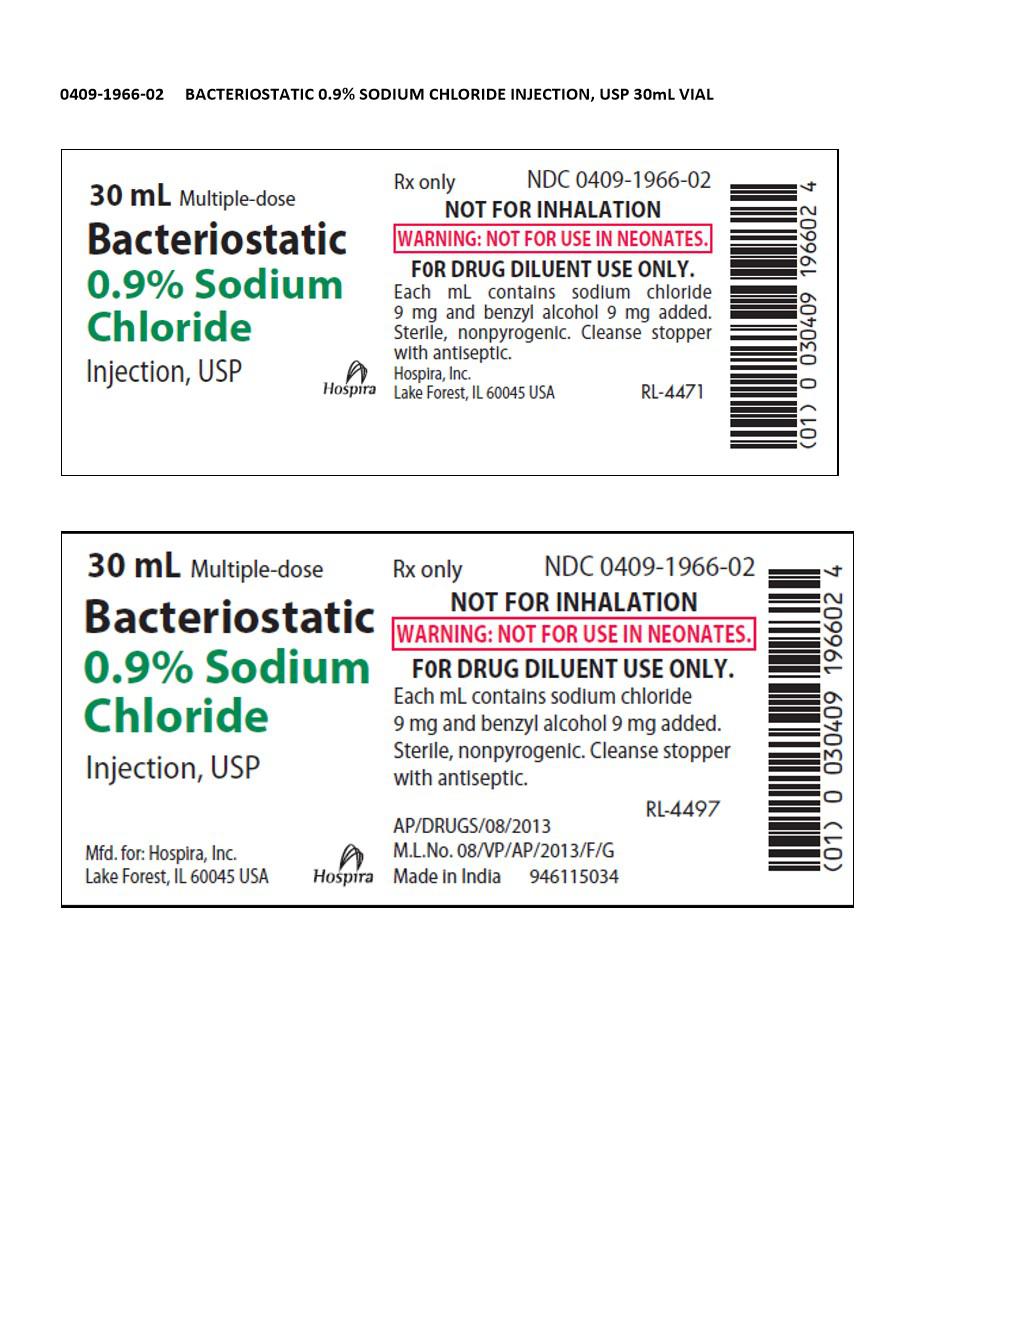 0409-1966-02 BACTERIOSTATIC 0.9% SODIUM CHLORIDE INJECTION, USP 30mL VIAL
30 mL Multiple-dose
Bacteriostatic
0.9% Sodium
Chloride
Injection, USP
Hospira
Rx only NDC 0409-1966-02
NOT FOR INHALATION
WARNING: NOT FOR USE IN NEONATES.
FOR DRUG DILUENT USE ONLY.
Each mL contains sodium chloride
9 mg and benzyl alcohol 9 mg added.
Sterile, nonpyrogenic. Cleanse stopper
with antiseptic.
Hospira, Inc.
Lake Forest, IL 60045 USA RL-4471
(01) 0 030409 196602 4
30 mL Multiple-dose
Bacteriostatic
0.9% Sodium
Chloride
Injection, USP
Mfd. for: Hospira, Inc.
Lake Forest, IL 60045 USA
Hospira
Rx only NDC 0409-1966-02
NOT FOR INHALATION
WARNING: NOT FOR USE IN NEONATES.
FOR DRUG DILUENT USE ONLY.
Each mL contains sodium chloride
9 mg and benzyl alcohol 9 mg added.
Sterile, nonpyrogenic. Cleanse stopper
with antiseptic.
RL-4497
AP/DRUGS/08/2013
M.L.No. 08/VP/AP/2013/F/G
Made in India 946115034
(01) 0 030409 196602 4